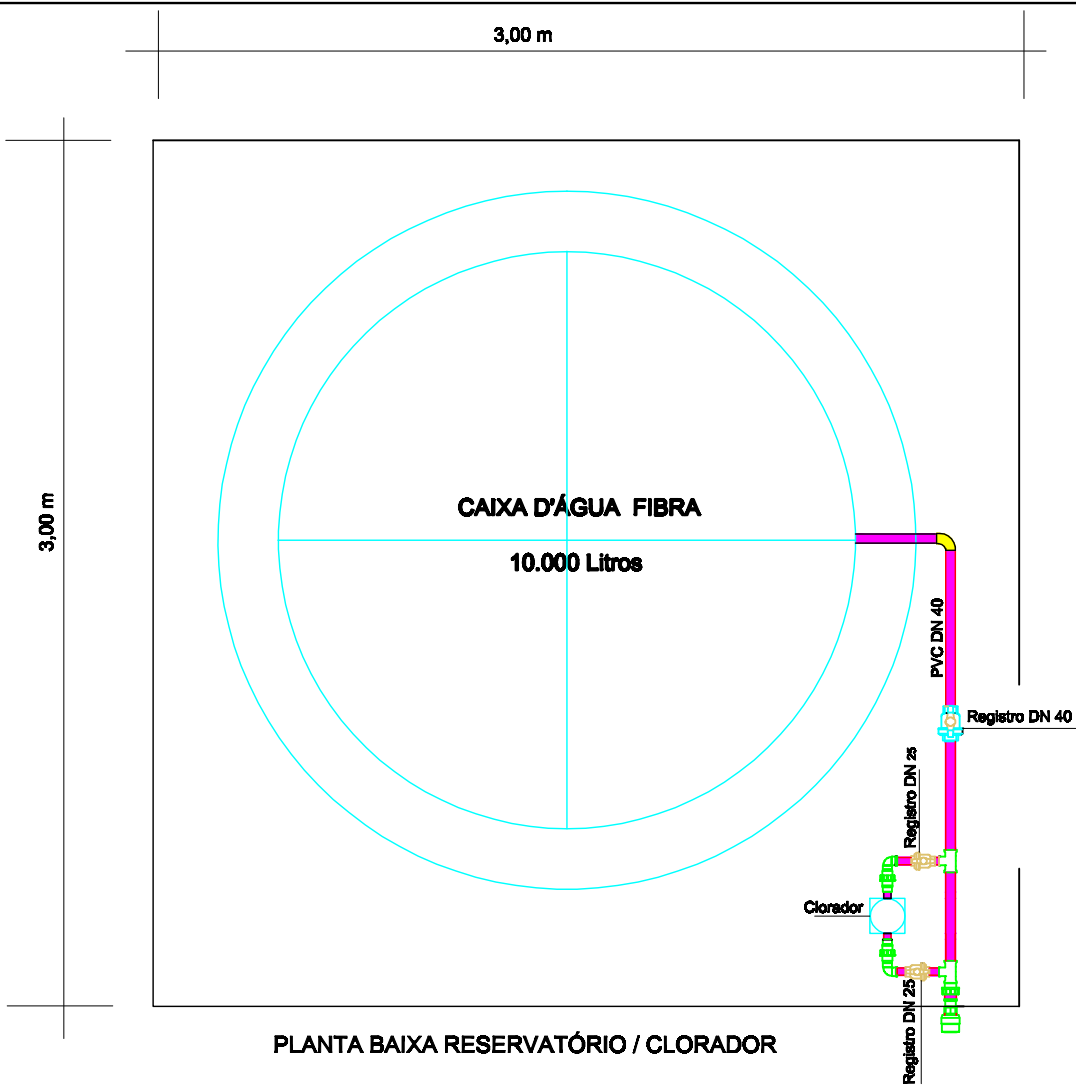 3,00 m
3,00 m
CAIXA D'ÁGUA FIBRA
10.000 Litros
PVC DN 40
Registro DN 40
Registro DN 25
Clorador
Registro DN 25
PLANTA BAIXA RESERVATÓRIO / CLORADOR